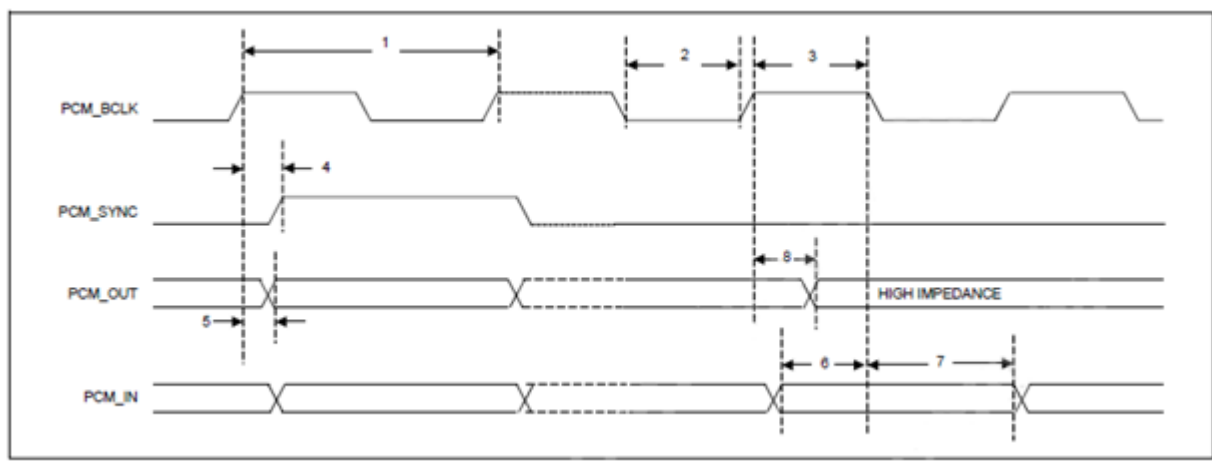 1
2
3
PCM_BCLK
4
PCM_SYNC
8
PCM_OUT
HIGH IMPEDANCE
5
6
7
PCM_IN